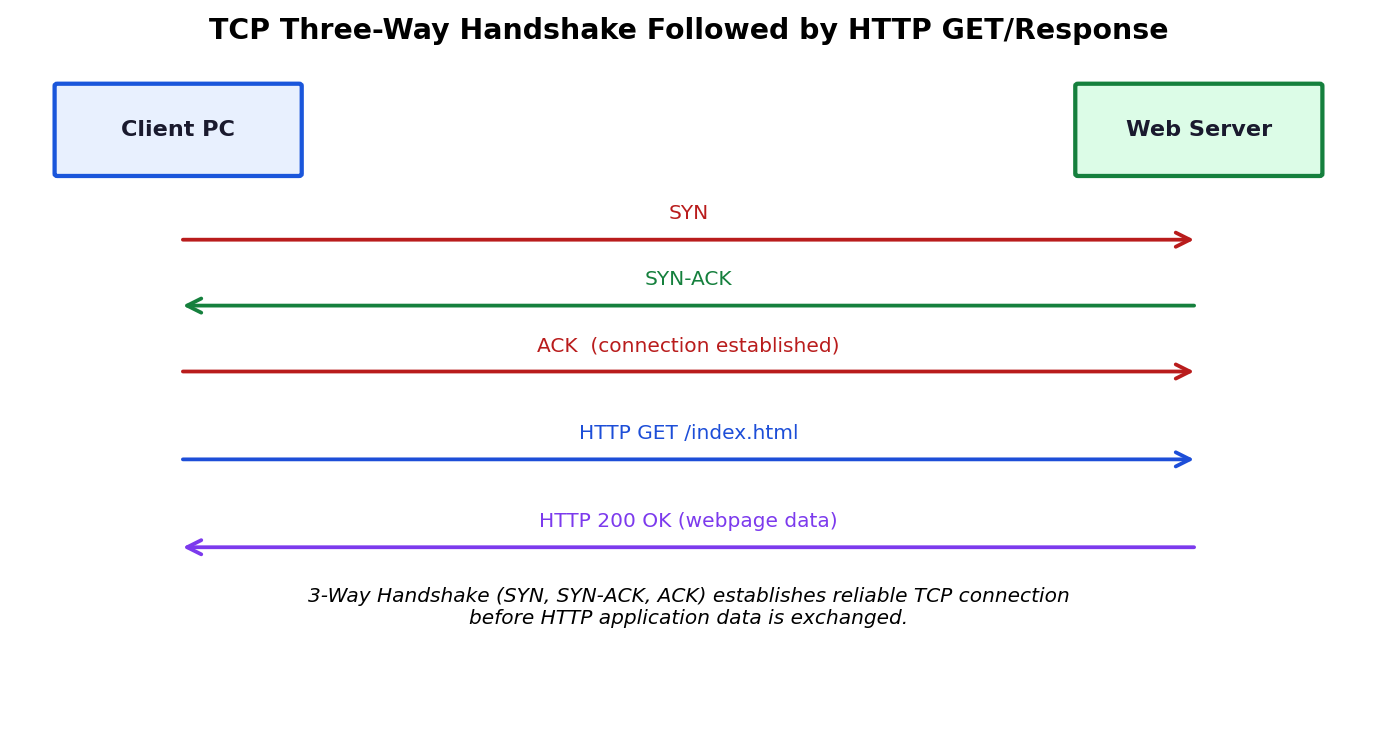 TCP Three-Way Handshake Followed by HTTP GET/Response
Client PC
Web Server
SYN
SYN-ACK
ACK  (connection established)
HTTP GET /index.html
HTTP 200 OK (webpage data)
3-Way Handshake (SYN, SYN-ACK, ACK) establishes reliable TCP connection
before HTTP application data is exchanged.